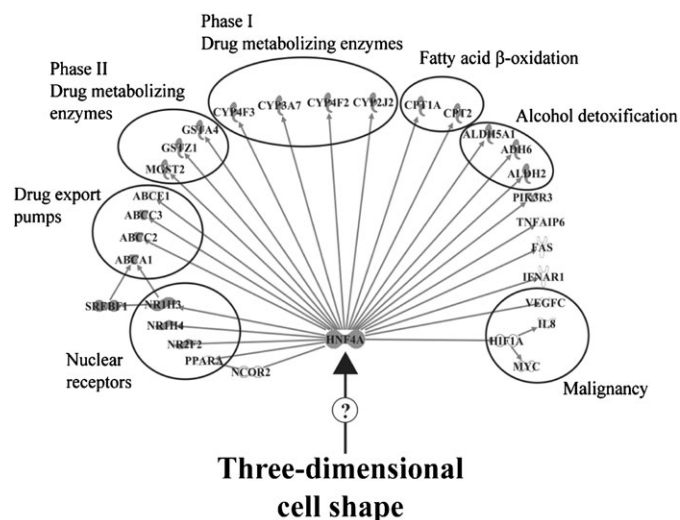 Phase I
Drug metabolizing enzymes
Fatty acid β-oxidation
Phase II
Drug metabolizing
enzymes
Alcohol detoxification
CYP4F3
CYP3A7
CYP4F2
CYP2J2
CPT1A
CPT2
GSTA4
GSTZ1
MGST2
ALDH5A1
ADH6
ALDH2
Drug export
pumps
ABCE1
ABCC3
ABCC2
ABCA1
PIK3R3
TNFAIP6
FAS
IFNAR1
SREBF1
NR1H3
NR1H4
NR2F2
PPARA
NCOR2
HNF4A
VEGFC
IL8
HIF1A
MYC
Nuclear
receptors
Malignancy
?
Three-dimensional
cell shape